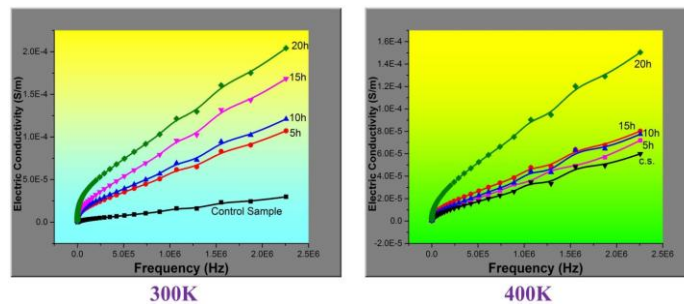 Electric Conductivity (S/m)
2.0E-4
1.5E-4
1.0E-4
5.0E-5
0.0
20h
15h
10h
5h
Control Sample
0.0 5.0E5 1.0E6 1.5E6 2.0E6 2.5E6
Frequency (Hz)
300K
Electric Conductivity (S/m)
1.6E-4
1.4E-4
1.2E-4
1.0E-4
8.0E-5
6.0E-5
4.0E-5
2.0E-5
0.0
-2.0E-5
20h
15h
10h
5h
c.s.
0.0 5.0E5 1.0E6 1.5E6 2.0E6 2.5E6
Frequency (Hz)
400K